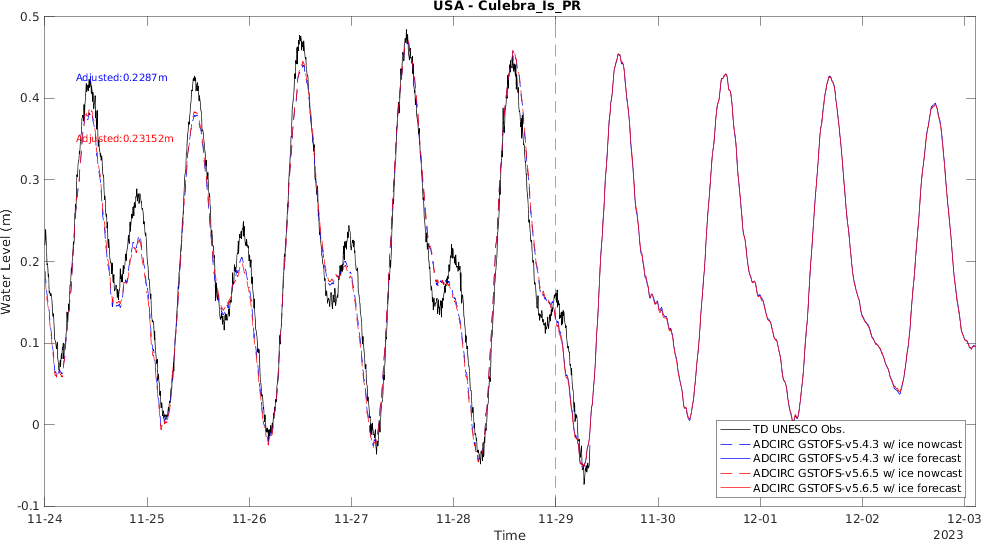 USA - Culebra_Is_PR
0.5
0.4
0.3
0.2
0.1
0
-0.1
Water Level (m)
Adjusted:0.2287m
Adjusted:0.23152m
TD UNESCO Obs.
ADCIRC GSTOFS-v5.4.3 w/ ice nowcast
ADCIRC GSTOFS-v5.4.3 w/ ice forecast
ADCIRC GSTOFS-v5.6.5 w/ ice nowcast
ADCIRC GSTOFS-v5.6.5 w/ ice forecast
11-24 11-25 11-26 11-27 11-28 11-29 11-30 12-01 12-02 12-03
Time
2023